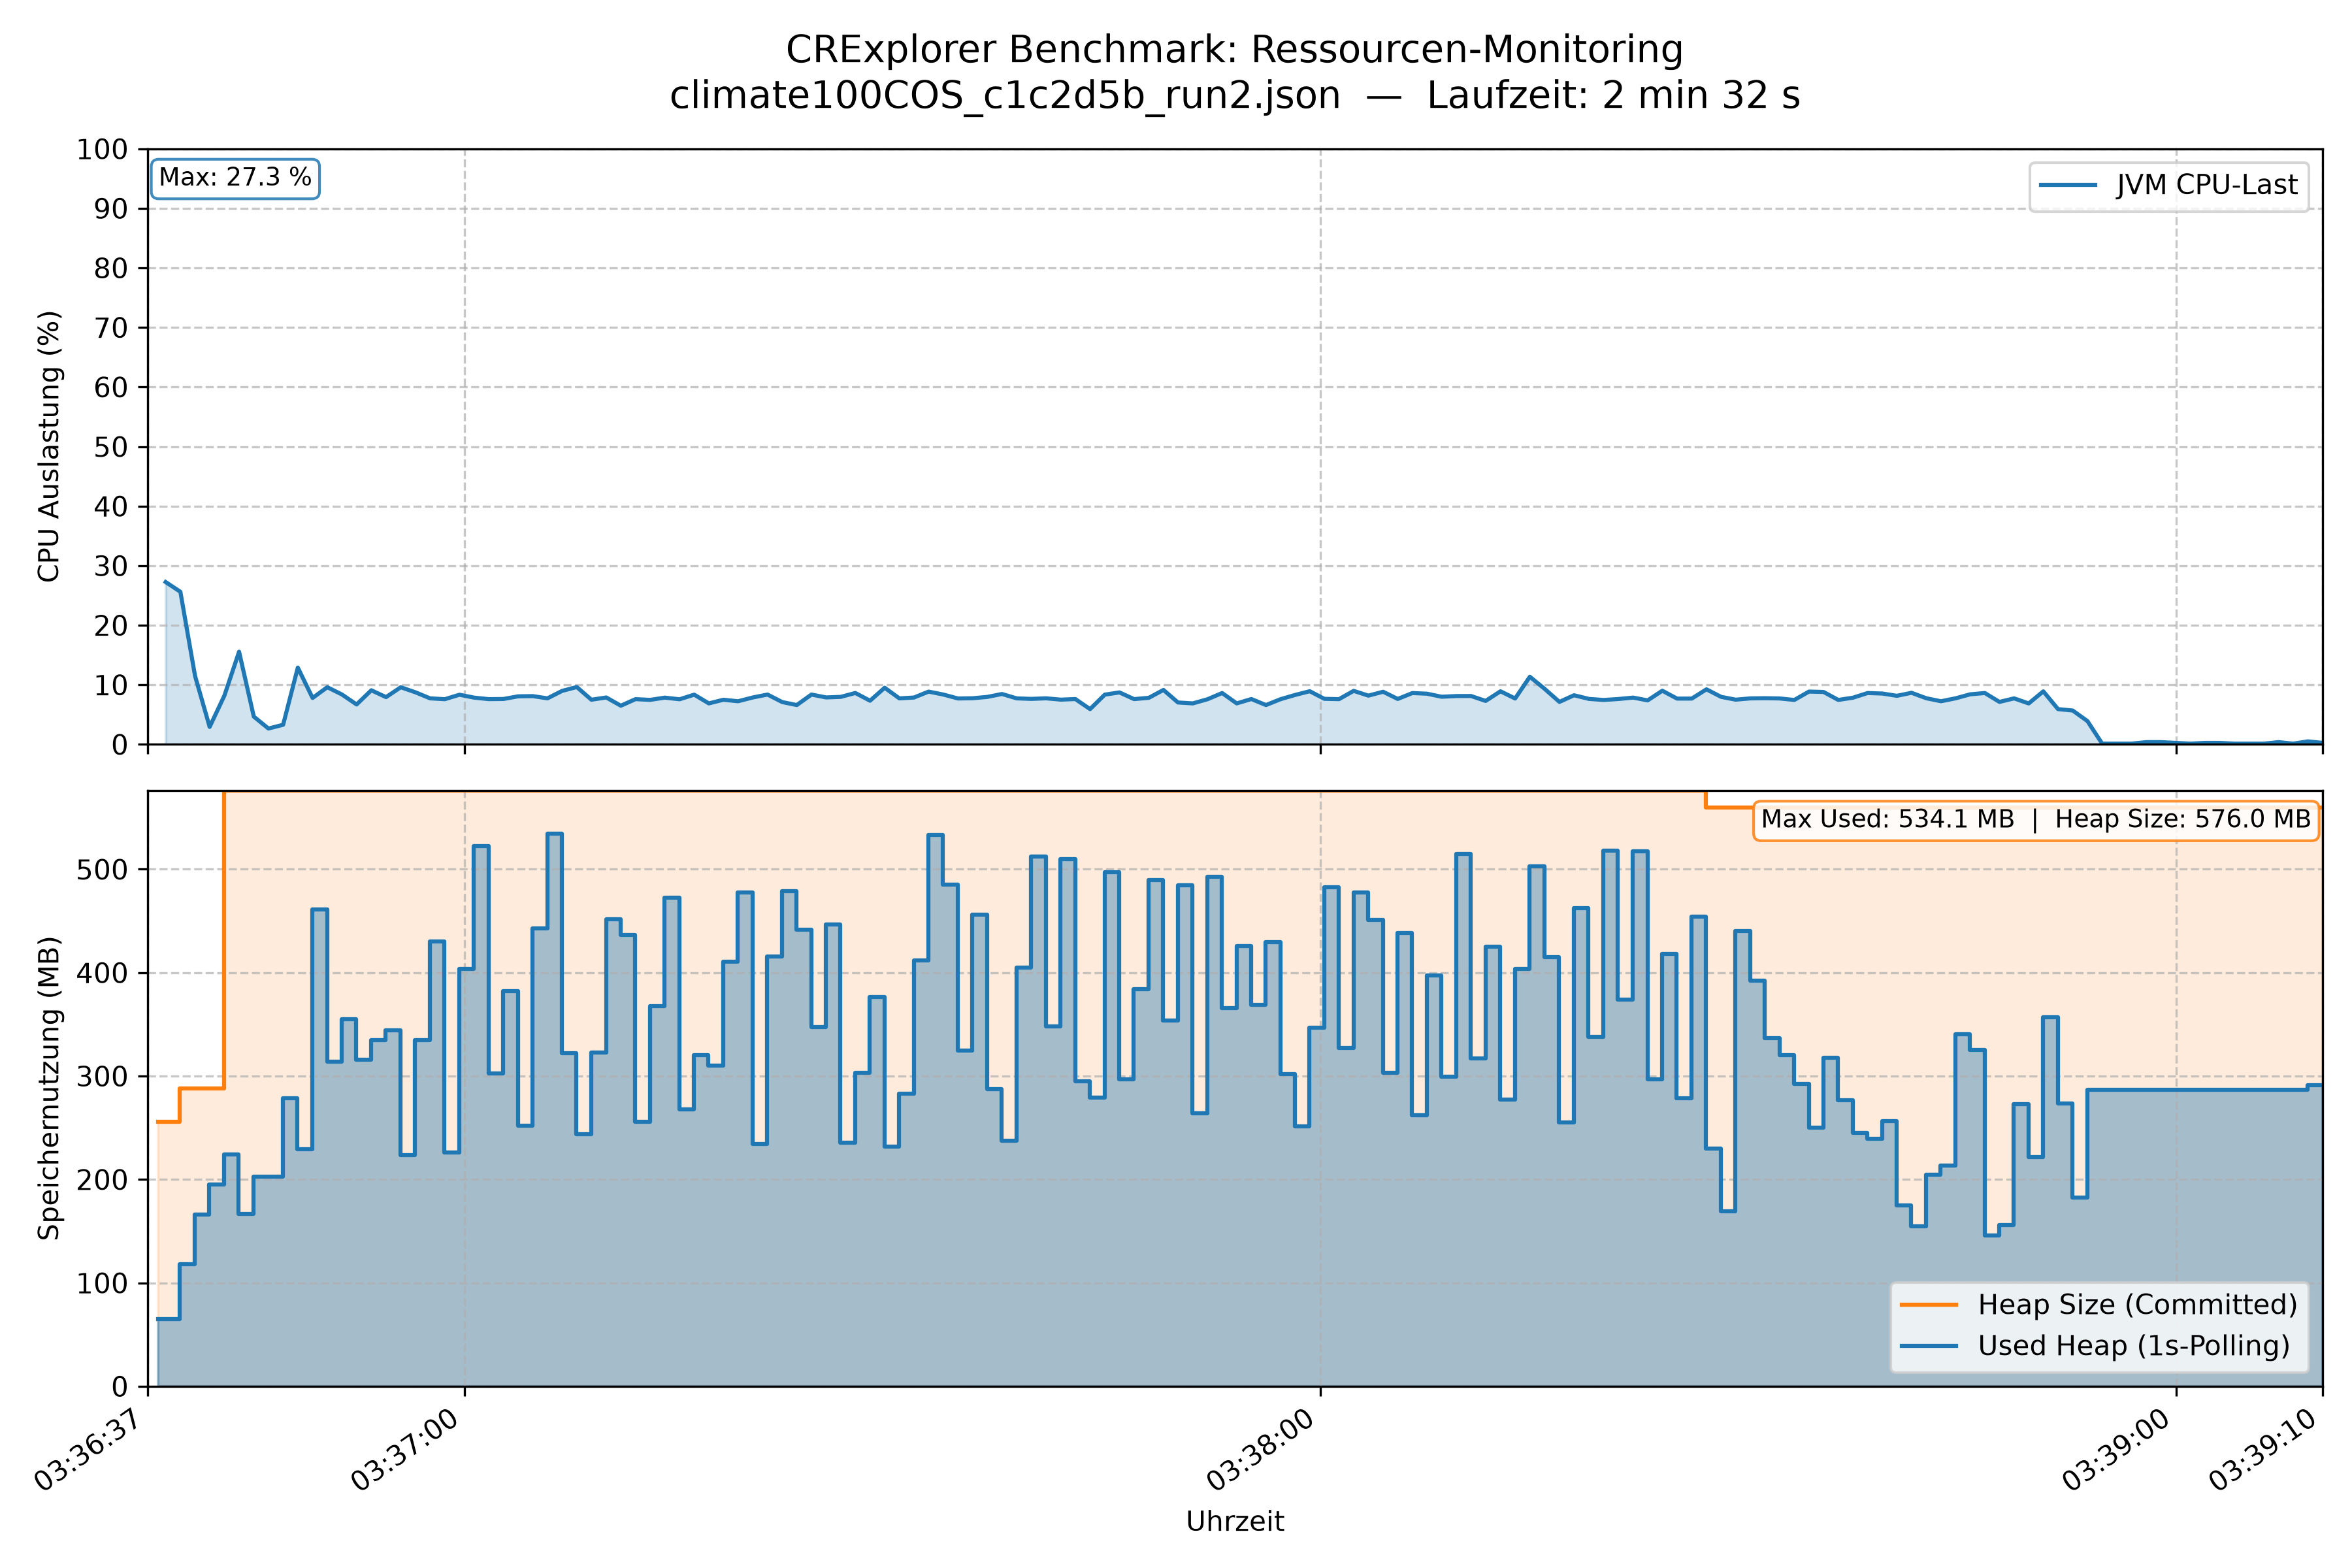 CRExplorer Benchmark: Ressourcen-Monitoring
climate100COS_c1c2d5b_run2.json — Laufzeit: 2 min 32 s
Max: 27.3 %
JVM CPU-Last
CPU Auslastung (%)
100
90
80
70
60
50
40
30
20
10
0
Max Used: 534.1 MB | Heap Size: 576.0 MB
Speichernutzung (MB)
500
400
300
200
100
0
Heap Size (Committed)
Used Heap (1s-Polling)
03:36:37
03:37:00
03:38:00
03:39:00
03:39:10
Uhrzeit